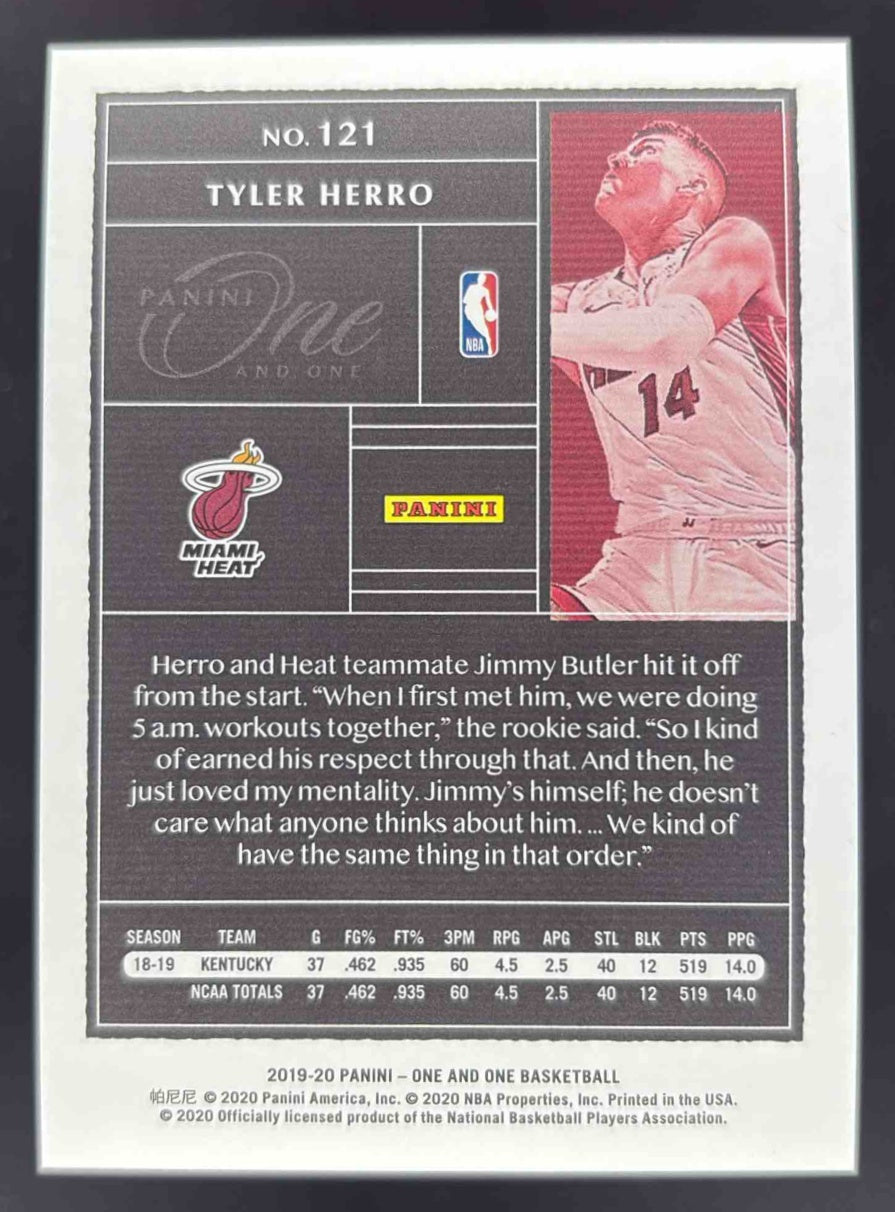 NO. 121
TYLER HERRO
PANINI
One
AND ONE
NBA
14
MIAMI
HEAT
PANINI
Herro and Heat teammate Jimmy Butler hit it off
from the start. “When I first met him, we were doing
5 a.m. workouts together,” the rookie said. “So I kind
of earned his respect through that. And then, he
just loved my mentality. Jimmy’s himself; he doesn’t
care what anyone thinks about him. ... We kind of
have the same thing in that order.”
SEASON TEAM G FG% FT% 3PM RPG APG STL BLK PTS PPG
18-19 KENTUCKY 37 .462 .935 60 4.5 2.5 40 12 519 14.0
NCAA TOTALS 37 .462 .935 60 4.5 2.5 40 12 519 14.0
2019-20 PANINI – ONE AND ONE BASKETBALL
帕尼尼 © 2020 Panini America, Inc. © 2020 NBA Properties, Inc. Printed in the USA.
© 2020 Officially licensed product of the National Basketball Players Association.